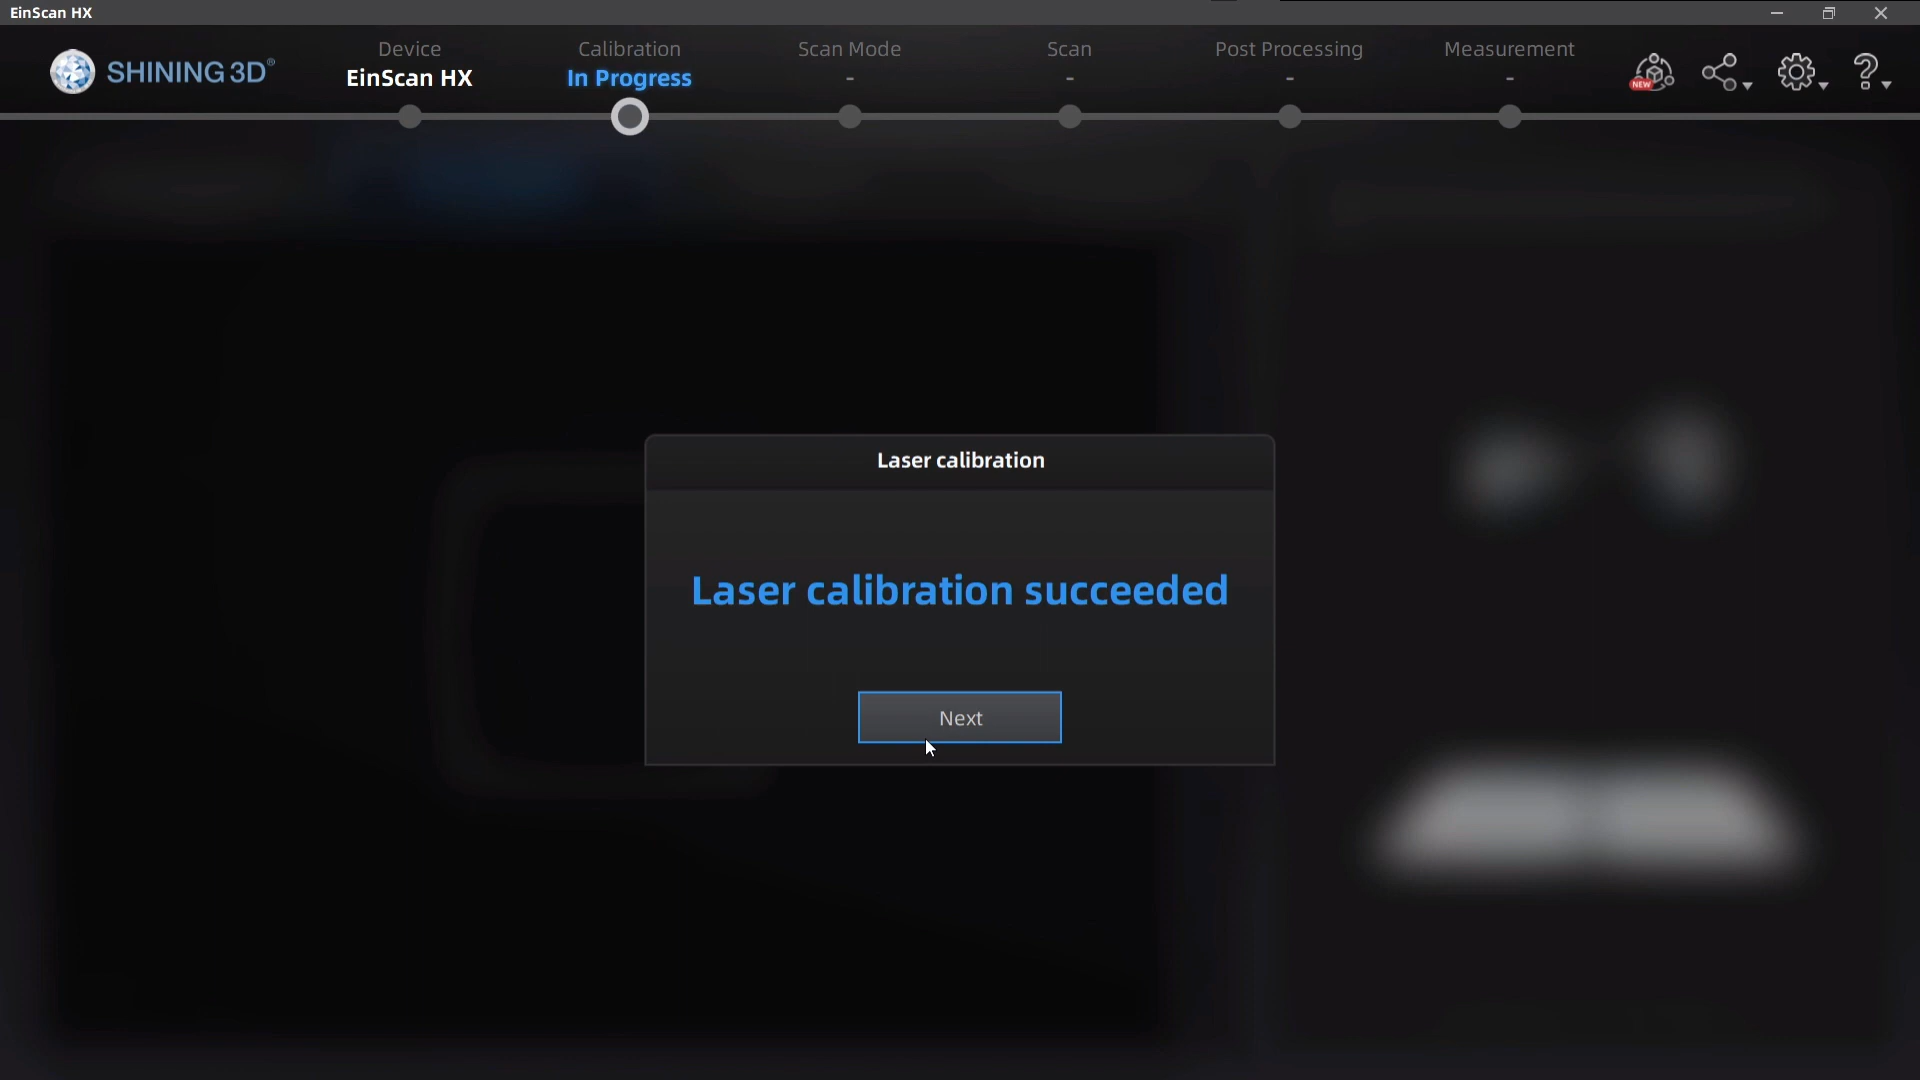 EinScan HX
SHINING 3D®
Device
EinScan HX
Calibration
In Progress
Scan Mode
-
Scan
-
Post Processing
-
Measurement
-
NEW
Laser calibration
Laser calibration succeeded
Next